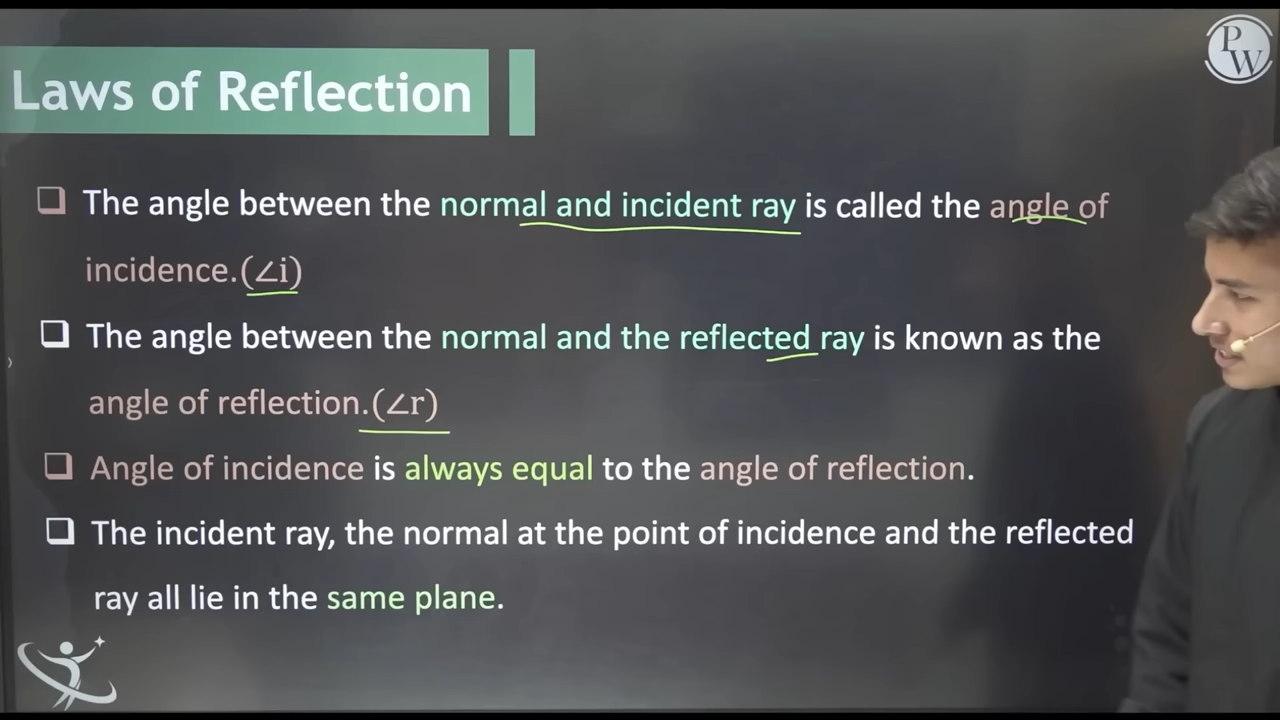 PW
Laws of Reflection
❑ The angle between the normal and incident ray is called the angle of
incidence.(∠i)
❑ The angle between the normal and the reflected ray is known as the
angle of reflection.(∠r)
❑ Angle of incidence is always equal to the angle of reflection.
❑ The incident ray, the normal at the point of incidence and the reflected
ray all lie in the same plane.